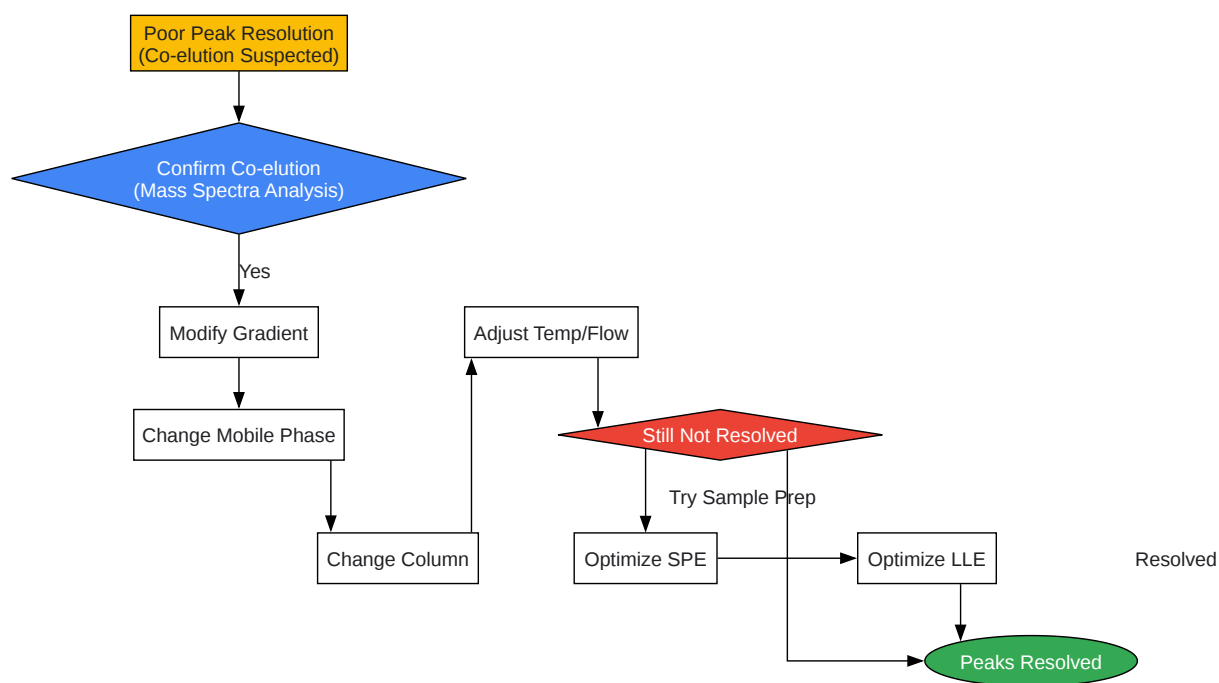 Poor Peak Resolution
(Co-elution Suspected)
Confirm Co-elution
(Mass Spectra Analysis)
Yes
Modify Gradient
Adjust Temp/Flow
Change Mobile Phase
Still Not Resolved
Try Sample Prep
Change Column
Optimize SPE
Optimize LLE
Resolved
Peaks Resolved